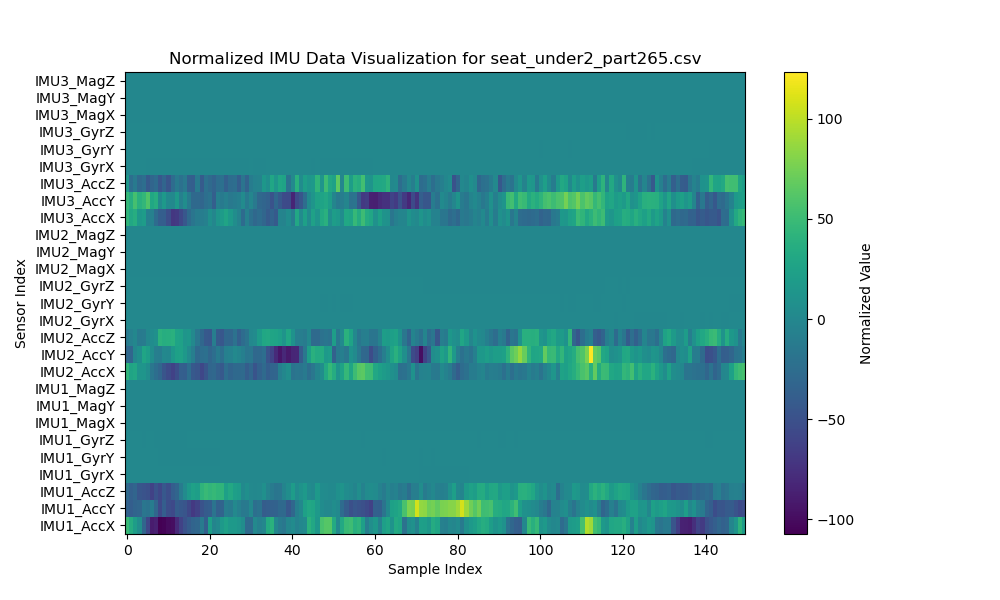 Normalized IMU Data Visualization for seat_under2_part265.csv
IMU3_MagZ
IMU3_MagY
IMU3_MagX
IMU3_GyrZ
IMU3_GyrY
IMU3_GyrX
IMU3_AccZ
IMU3_AccY
IMU3_AccX
IMU2_MagZ
IMU2_MagY
IMU2_MagX
IMU2_GyrZ
IMU2_GyrY
IMU2_GyrX
IMU2_AccZ
IMU2_AccY
IMU2_AccX
IMU1_MagZ
IMU1_MagY
IMU1_MagX
IMU1_GyrZ
IMU1_GyrY
IMU1_GyrX
IMU1_AccZ
IMU1_AccY
IMU1_AccX
Sensor Index
0 20 40 60 80 100 120 140
Sample Index
100
50
0
−50
−100
Normalized Value